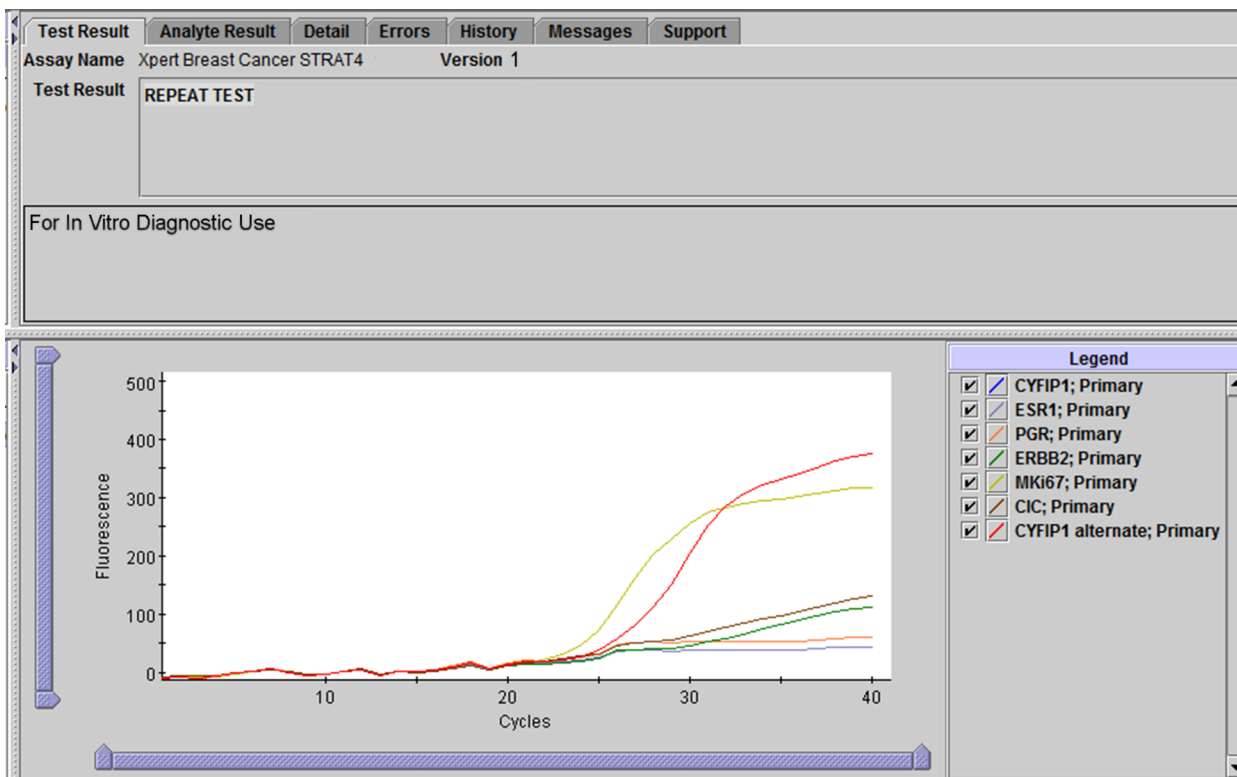 Test Result Analyte Result Detail Errors History Messages Support
Assay Name Xpert Breast Cancer STRAT4 Version 1
Test Result REPEAT TEST
For In Vitro Diagnostic Use
Legend
CYFIP1; Primary
ESR1; Primary
PGR; Primary
ERBB2; Primary
MKi67; Primary
CIC; Primary
CYFIP1 alternate; Primary
500
400
300
200
100
0
Fluorescence
10 20 30 40
Cycles